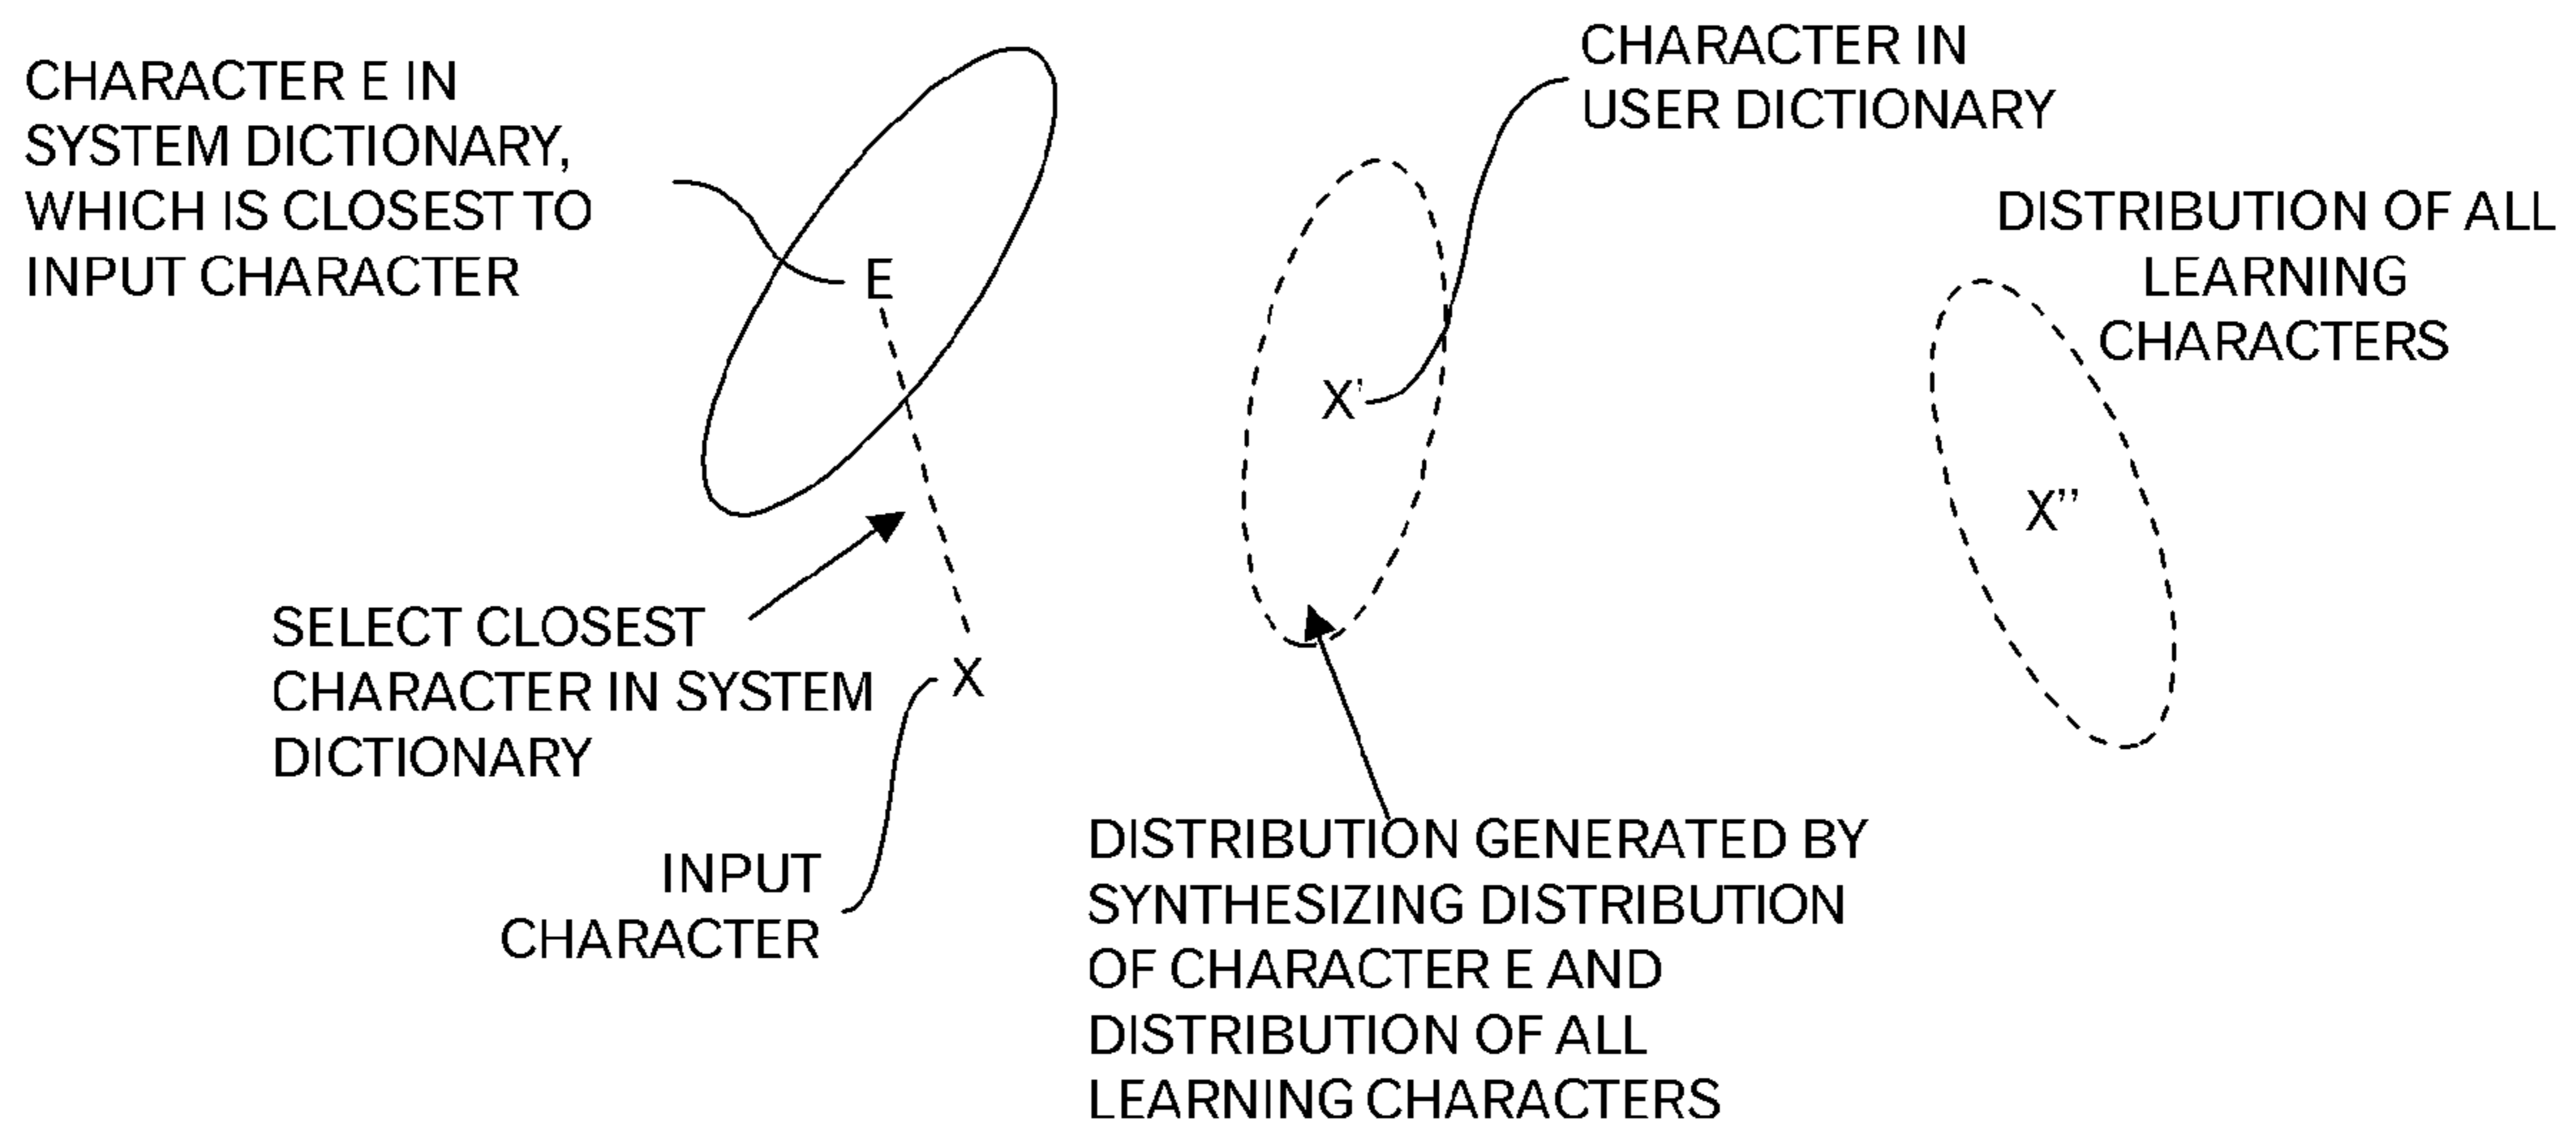 CHARACTER E IN
SYSTEM DICTIONARY,
WHICH IS CLOSEST TO
INPUT CHARACTER
E
SELECT CLOSEST
CHARACTER IN SYSTEM
DICTIONARY
X
INPUT
CHARACTER
CHARACTER IN
USER DICTIONARY
X'
DISTRIBUTION GENERATED BY
SYNTHESIZING DISTRIBUTION
OF CHARACTER E AND
DISTRIBUTION OF ALL
LEARNING CHARACTERS
DISTRIBUTION OF ALL
LEARNING
CHARACTERS
X''